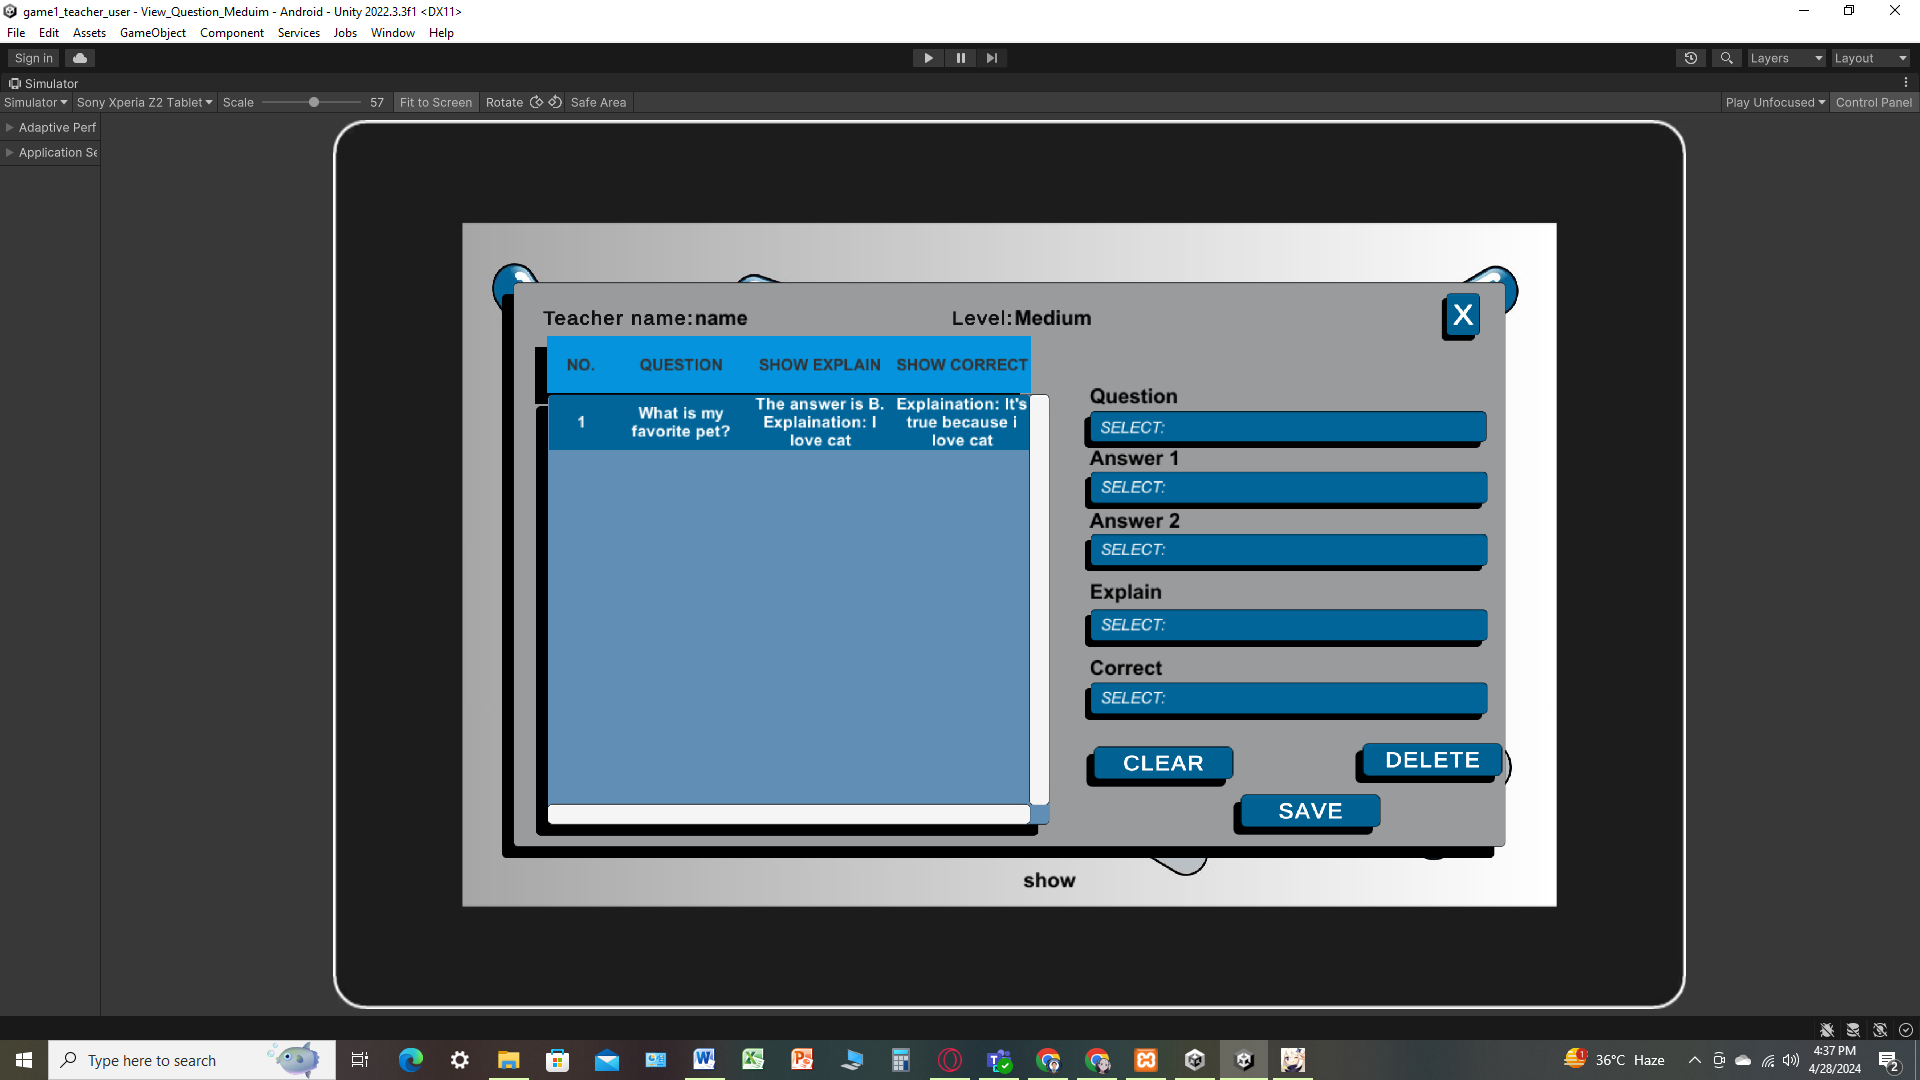 game1_teacher_user - View_Question_Meduim - Android - Unity 2022.3.3f1 <DX11>
File Edit Assets GameObject Component Services Jobs Window Help
Sign in
Layers
Layout
Simulator
Simulator Sony Xperia Z2 Tablet Scale 57 Fit to Screen Rotate Safe Area
Play Unfocused Control Panel
Adaptive Perf
Application Se
Teacher name:name
Level:Medium
X
NO. QUESTION SHOW EXPLAIN SHOW CORRECT
1
What is my
favorite pet?
The answer is B.
Explaination: I
love cat
Explaination: It's
true because i
love cat
Question
SELECT:
Answer 1
SELECT:
Answer 2
SELECT:
Explain
SELECT:
Correct
SELECT:
CLEAR
DELETE
SAVE
show
Type here to search
36°C Haze
4:37 PM
4/28/2024
2